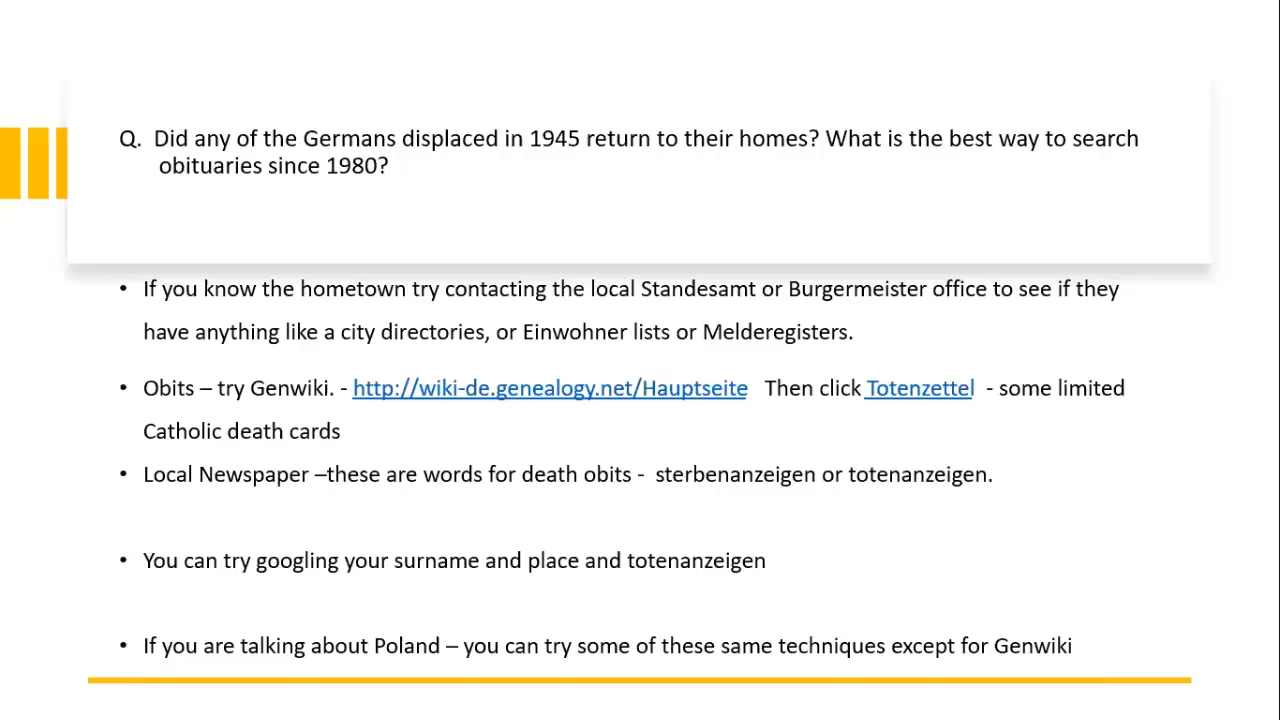 Q. Did any of the Germans displaced in 1945 return to their homes? What is the best way to search
obituaries since 1980?
• If you know the hometown try contacting the local Standesamt or Burgermeister office to see if they
have anything like a city directories, or Einwohner lists or Melderegisters.
• Obits – try Genwiki. - http://wiki-de.genealogy.net/Hauptseite Then click Totenzettel - some limited
Catholic death cards
• Local Newspaper –these are words for death obits - sterbenanzeigen or totenanzeigen.
• You can try googling your surname and place and totenanzeigen
• If you are talking about Poland – you can try some of these same techniques except for Genwiki